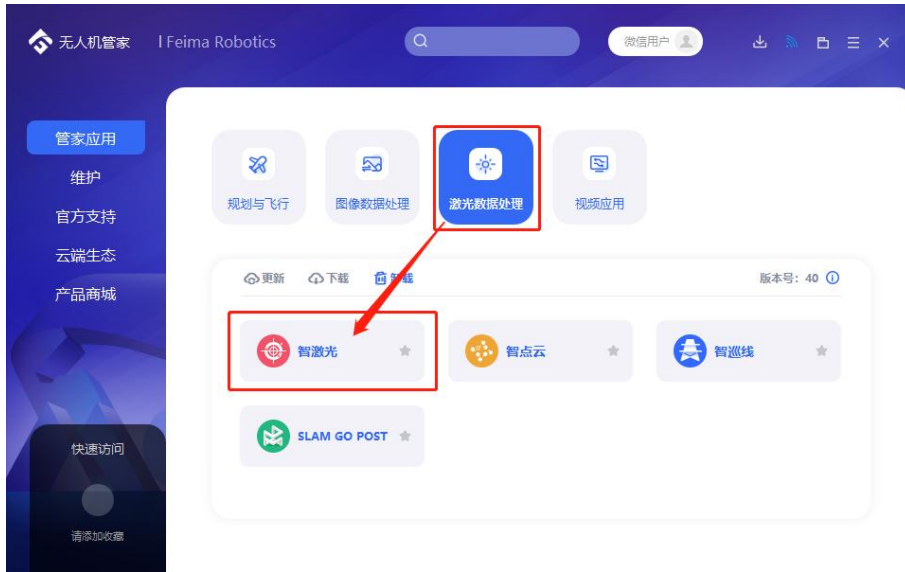 无人机管家 | Feima Robotics
微信用户
管家应用
维护
官方支持
云端生态
产品商城
规划与飞行
图像数据处理
激光数据处理
视频应用
更新
下载
卸载
版本号: 40
智激光
智点云
智巡线
SLAM GO POST
快速访问
请添加收藏